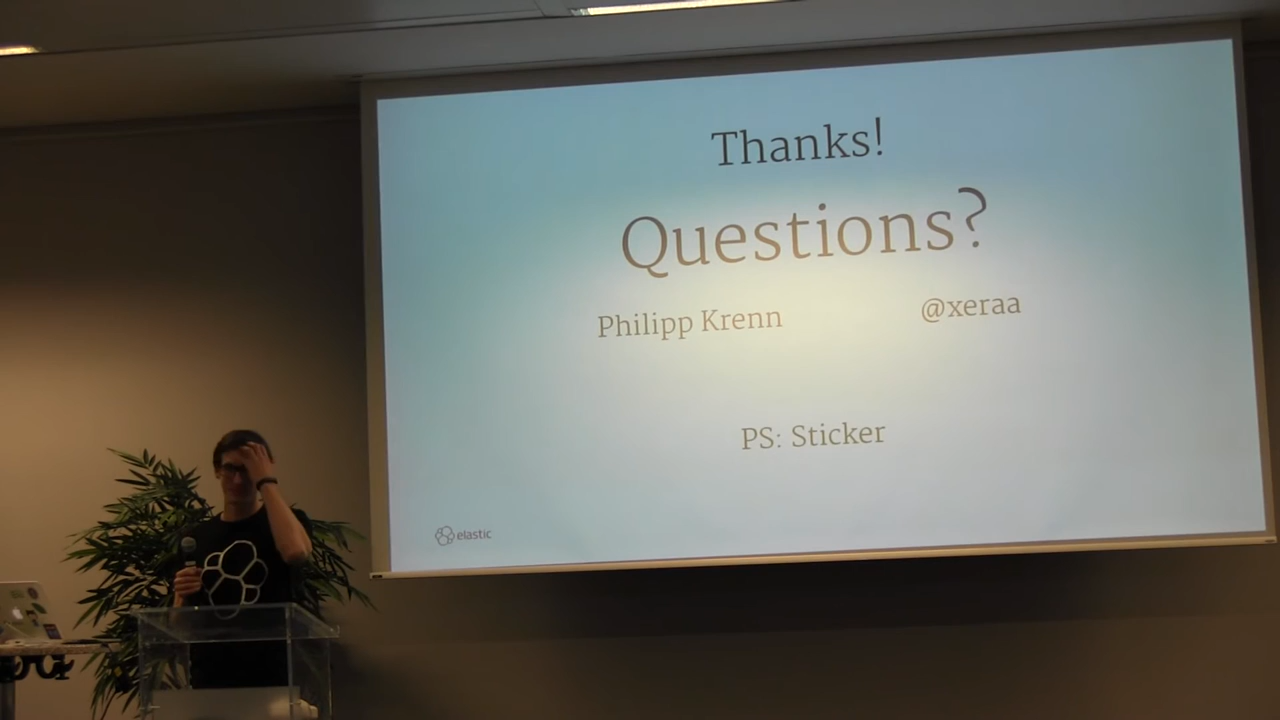 Thanks!
Questions?
Philipp Krenn @xeraa
PS: Sticker
elastic